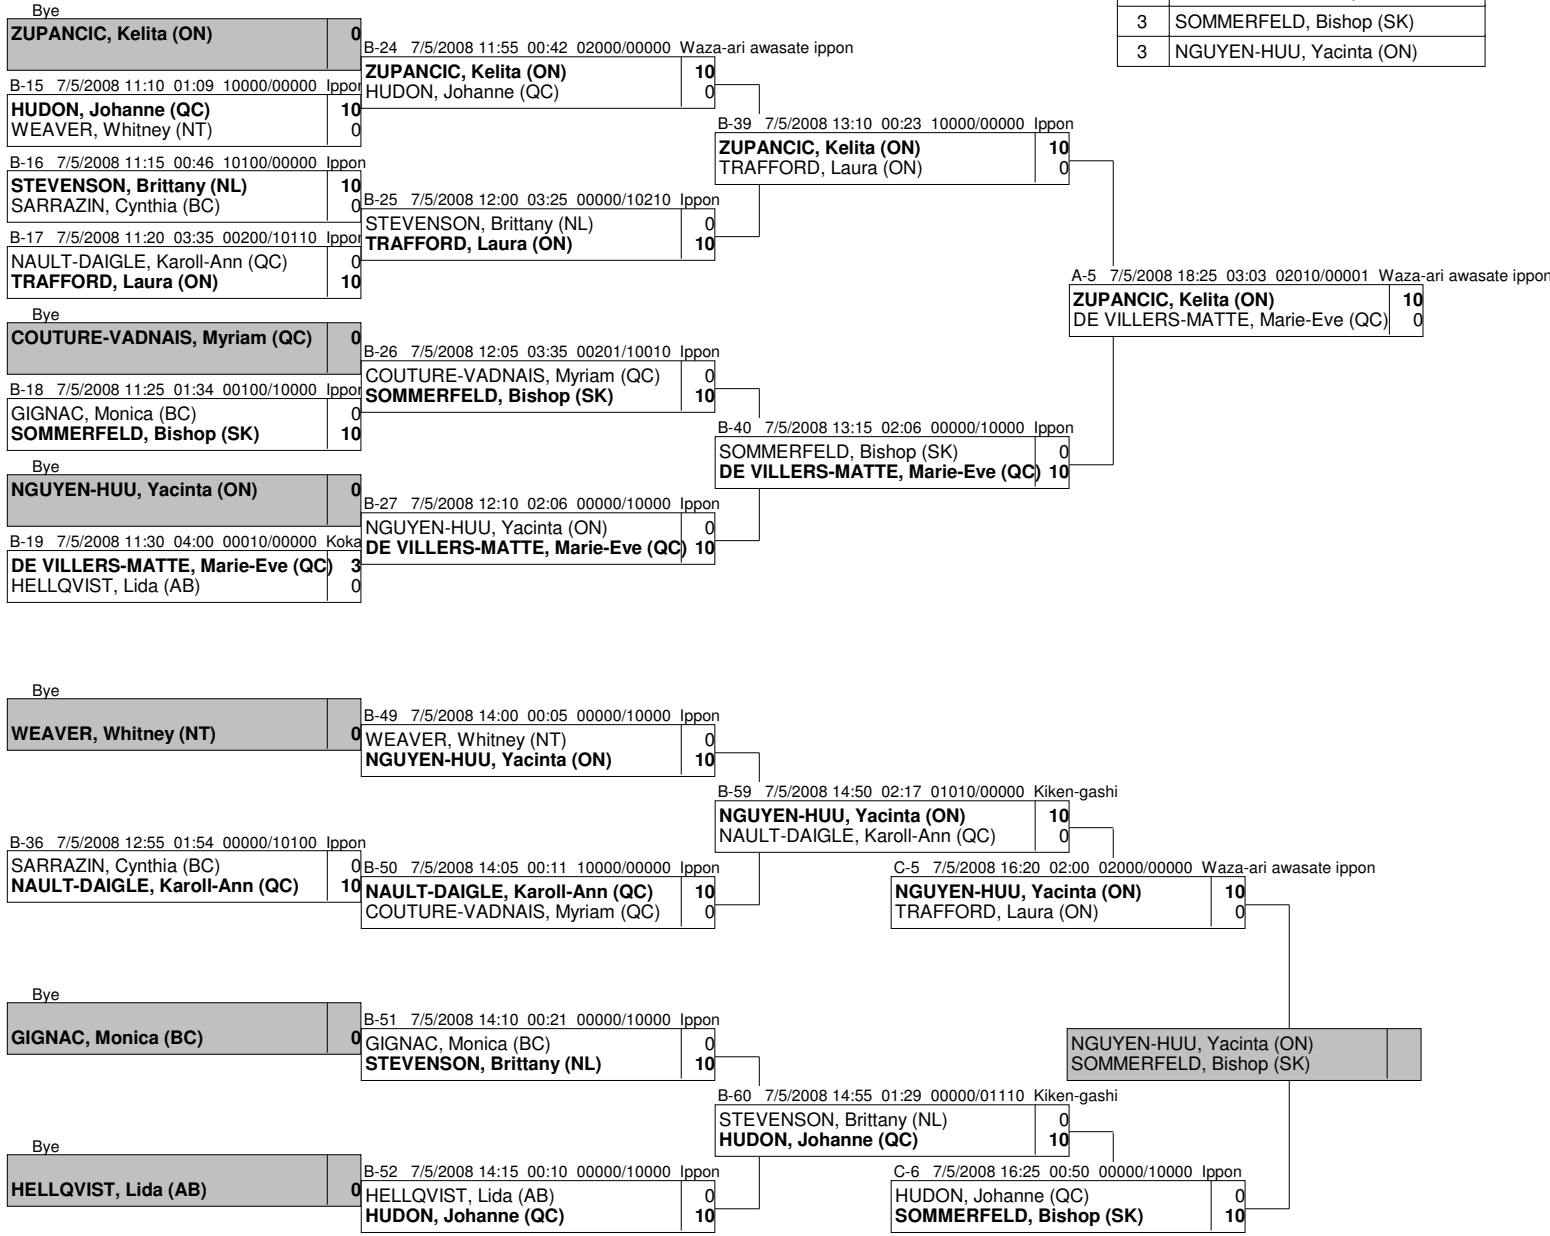 Bye
ZUPANCIC, Kelita (ON) 0
3 SOMMERFELD, Bishop (SK)
3 NGUYEN-HUU, Yacinta (ON)
B-24 7/5/2008 11:55 00:42 02000/00000 Waza-ari awasate ippon
ZUPANCIC, Kelita (ON) 10
HUDON, Johanne (QC) 0
B-15 7/5/2008 11:10 01:09 10000/00000 Ippon
HUDON, Johanne (QC) 10
WEAVER, Whitney (NT) 0
B-39 7/5/2008 13:10 00:23 10000/00000 Ippon
ZUPANCIC, Kelita (ON) 10
TRAFFORD, Laura (ON) 0
B-16 7/5/2008 11:15 00:46 10100/00000 Ippon
STEVENSON, Brittany (NL) 10
SARRAZIN, Cynthia (BC) 0
B-25 7/5/2008 12:00 03:25 00000/10210 Ippon
STEVENSON, Brittany (NL) 0
TRAFFORD, Laura (ON) 10
B-17 7/5/2008 11:20 03:35 00200/10110 Ippon
NAULT-DAIGLE, Karoll-Ann (QC) 0
TRAFFORD, Laura (ON) 10
A-5 7/5/2008 18:25 03:03 02010/00001 Waza-ari awasate ippon
ZUPANCIC, Kelita (ON) 10
DE VILLERS-MATTE, Marie-Eve (QC) 0
Bye
COUTURE-VADNAIS, Myriam (QC) 0
B-26 7/5/2008 12:05 03:35 00201/10010 Ippon
COUTURE-VADNAIS, Myriam (QC) 0
SOMMERFELD, Bishop (SK) 10
B-18 7/5/2008 11:25 01:34 00100/10000 Ippon
GIGNAC, Monica (BC) 0
SOMMERFELD, Bishop (SK) 10
B-40 7/5/2008 13:15 02:06 00000/10000 Ippon
SOMMERFELD, Bishop (SK) 0
DE VILLERS-MATTE, Marie-Eve (QC) 10
Bye
NGUYEN-HUU, Yacinta (ON) 0
B-27 7/5/2008 12:10 02:06 00000/10000 Ippon
NGUYEN-HUU, Yacinta (ON) 0
DE VILLERS-MATTE, Marie-Eve (QC) 10
B-19 7/5/2008 11:30 04:00 00010/00000 Koka
DE VILLERS-MATTE, Marie-Eve (QC) 3
HELLQVIST, Lida (AB) 0
Bye
WEAVER, Whitney (NT) 0
B-49 7/5/2008 14:00 00:05 00000/10000 Ippon
WEAVER, Whitney (NT) 0
NGUYEN-HUU, Yacinta (ON) 10
B-59 7/5/2008 14:50 02:17 01010/00000 Kiken-gashi
NGUYEN-HUU, Yacinta (ON) 10
NAULT-DAIGLE, Karoll-Ann (QC) 0
B-36 7/5/2008 12:55 01:54 00000/10100 Ippon
SARRAZIN, Cynthia (BC) 0
NAULT-DAIGLE, Karoll-Ann (QC) 10
B-50 7/5/2008 14:05 00:11 10000/00000 Ippon
NAULT-DAIGLE, Karoll-Ann (QC) 10
COUTURE-VADNAIS, Myriam (QC) 0
C-5 7/5/2008 16:20 02:00 02000/00000 Waza-ari awasate ippon
NGUYEN-HUU, Yacinta (ON) 10
TRAFFORD, Laura (ON) 0
Bye
GIGNAC, Monica (BC) 0
B-51 7/5/2008 14:10 00:21 00000/10000 Ippon
GIGNAC, Monica (BC) 0
STEVENSON, Brittany (NL) 10
NGUYEN-HUU, Yacinta (ON)
SOMMERFELD, Bishop (SK)
B-60 7/5/2008 14:55 01:29 00000/01110 Kiken-gashi
STEVENSON, Brittany (NL) 0
HUDON, Johanne (QC) 10
Bye
HELLQVIST, Lida (AB) 0
B-52 7/5/2008 14:15 00:10 00000/10000 Ippon
HELLQVIST, Lida (AB) 0
HUDON, Johanne (QC) 10
C-6 7/5/2008 16:25 00:50 00000/10000 Ippon
HUDON, Johanne (QC) 0
SOMMERFELD, Bishop (SK) 10